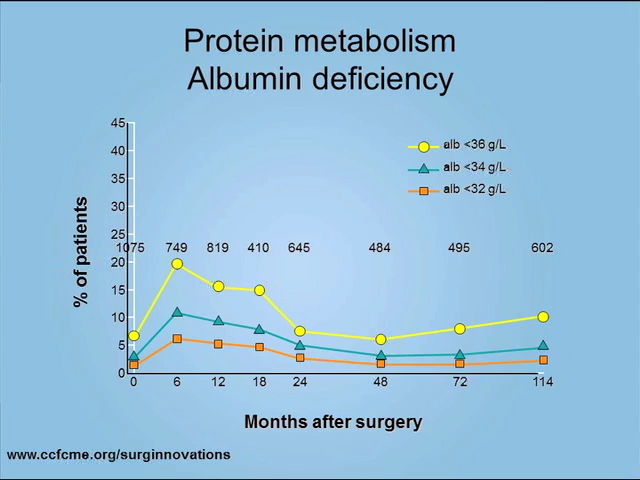 Protein metabolism
Albumin deficiency
45
40
35
30
25
20
15
10
5
0
% of patients
alb <36 g/L
alb <34 g/L
alb <32 g/L
1075 749 819 410 645 484 495 602
0 6 12 18 24 48 72 114
Months after surgery
www.ccfcme.org/surginnovations